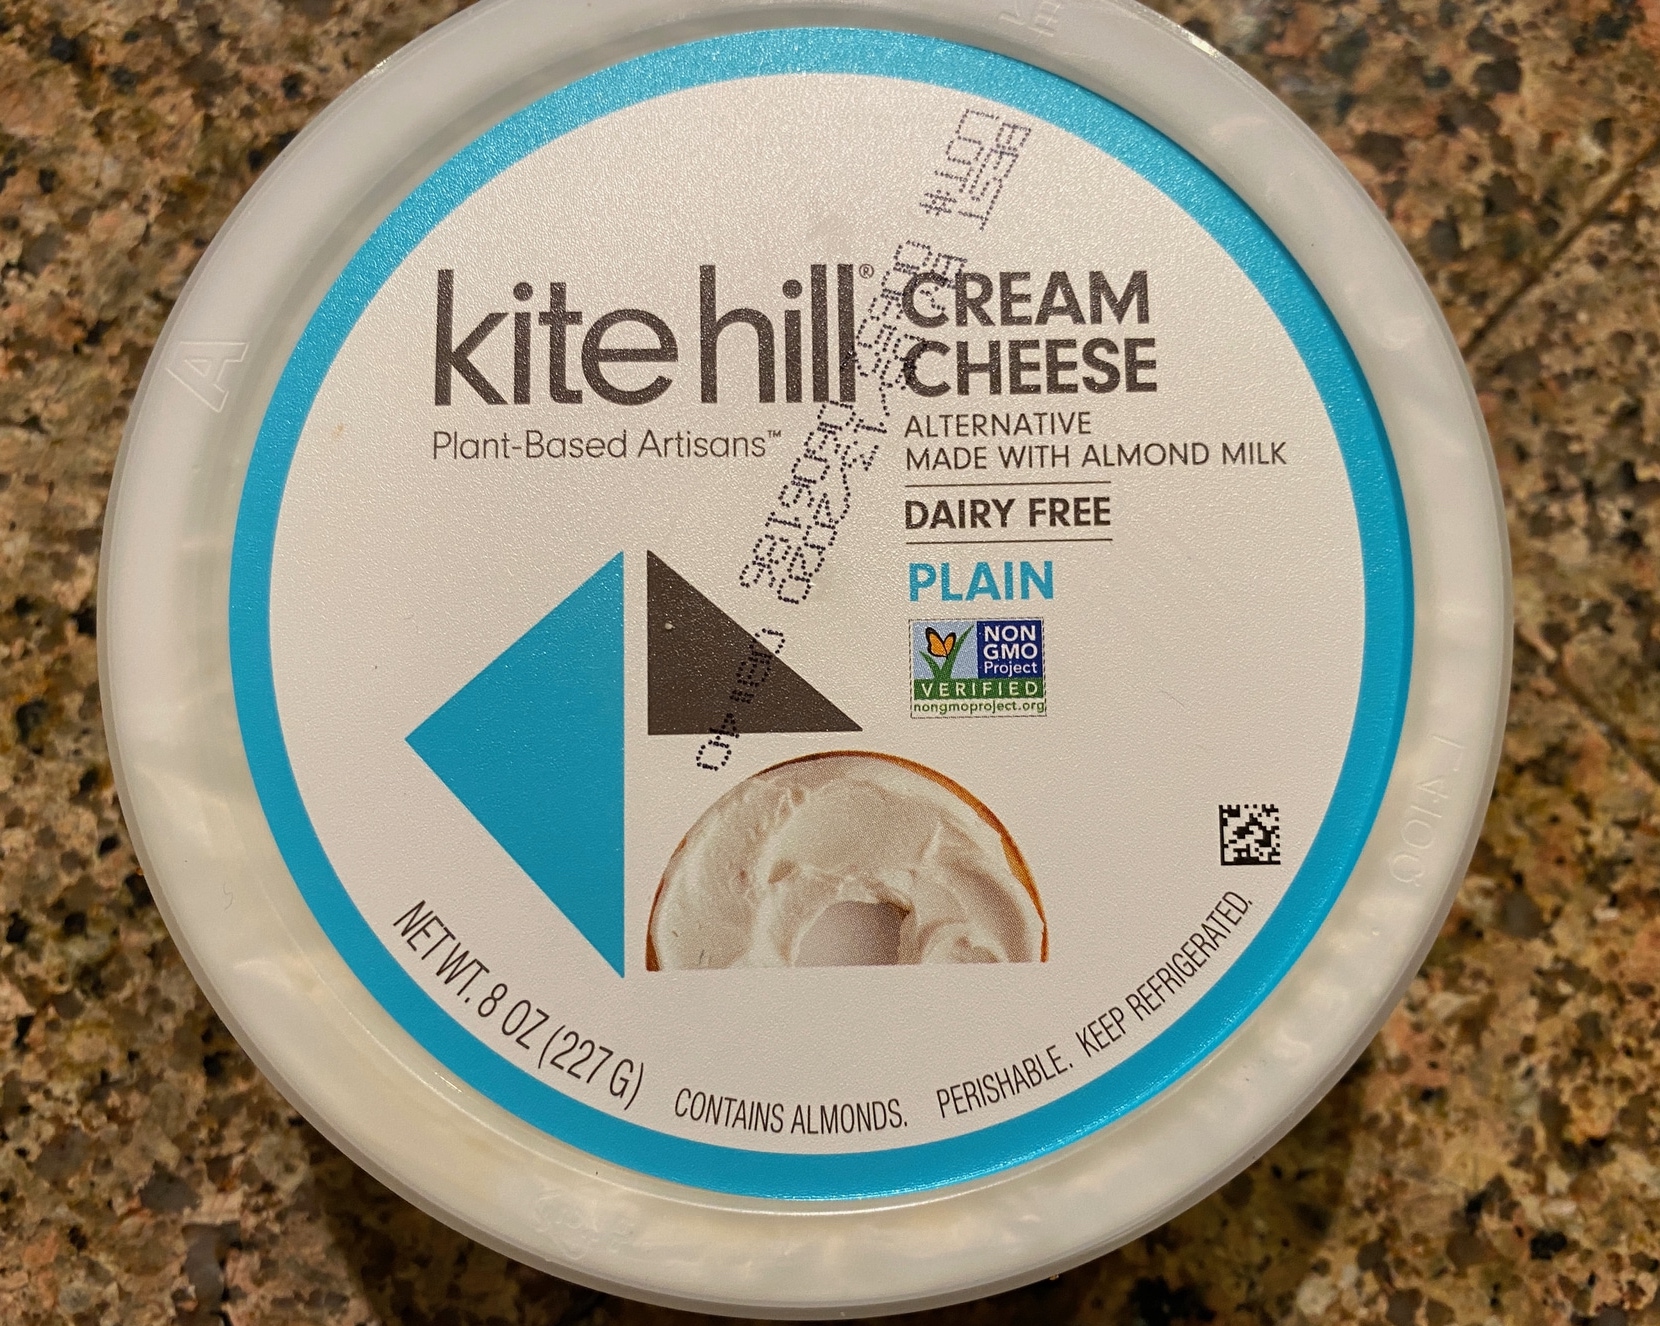 kite hill®
Plant-Based Artisans™
CREAM
CHEESE
ALTERNATIVE
MADE WITH ALMOND MILK
DAIRY FREE
PLAIN
NON
GMO
Project
VERIFIED
nongmoproject.org
NET WT. 8 OZ (227 G)
CONTAINS ALMONDS.
PERISHABLE. KEEP REFRIGERATED.
BEST
A